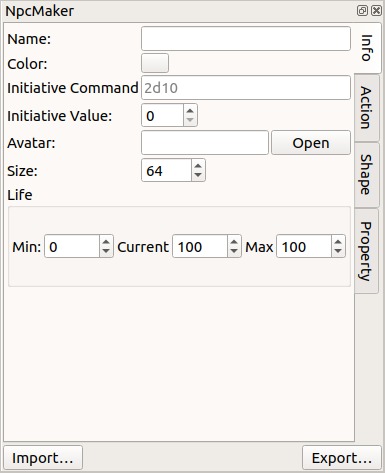 NpcMaker
Name:
Color:
Initiative Command 2d10
Initiative Value: 0
Avatar: Open
Size: 64
Life
Min: 0 Current 100 Max 100
Info
Action
Shape
Property
Import... Export...